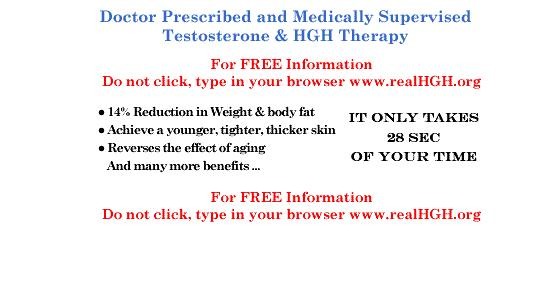 Doctor Prescribed and Medically Supervised
Testosterone & HGH Therapy
For FREE Information
Do not click, type in your browser www.realHGH.org
• 14% Reduction in Weight & body fat
• Achieve a younger, tighter, thicker skin
• Reverses the effect of aging
And many more benefits ...
IT ONLY TAKES
28 SEC
OF YOUR TIME
For FREE Information
Do not click, type in your browser www.realHGH.org